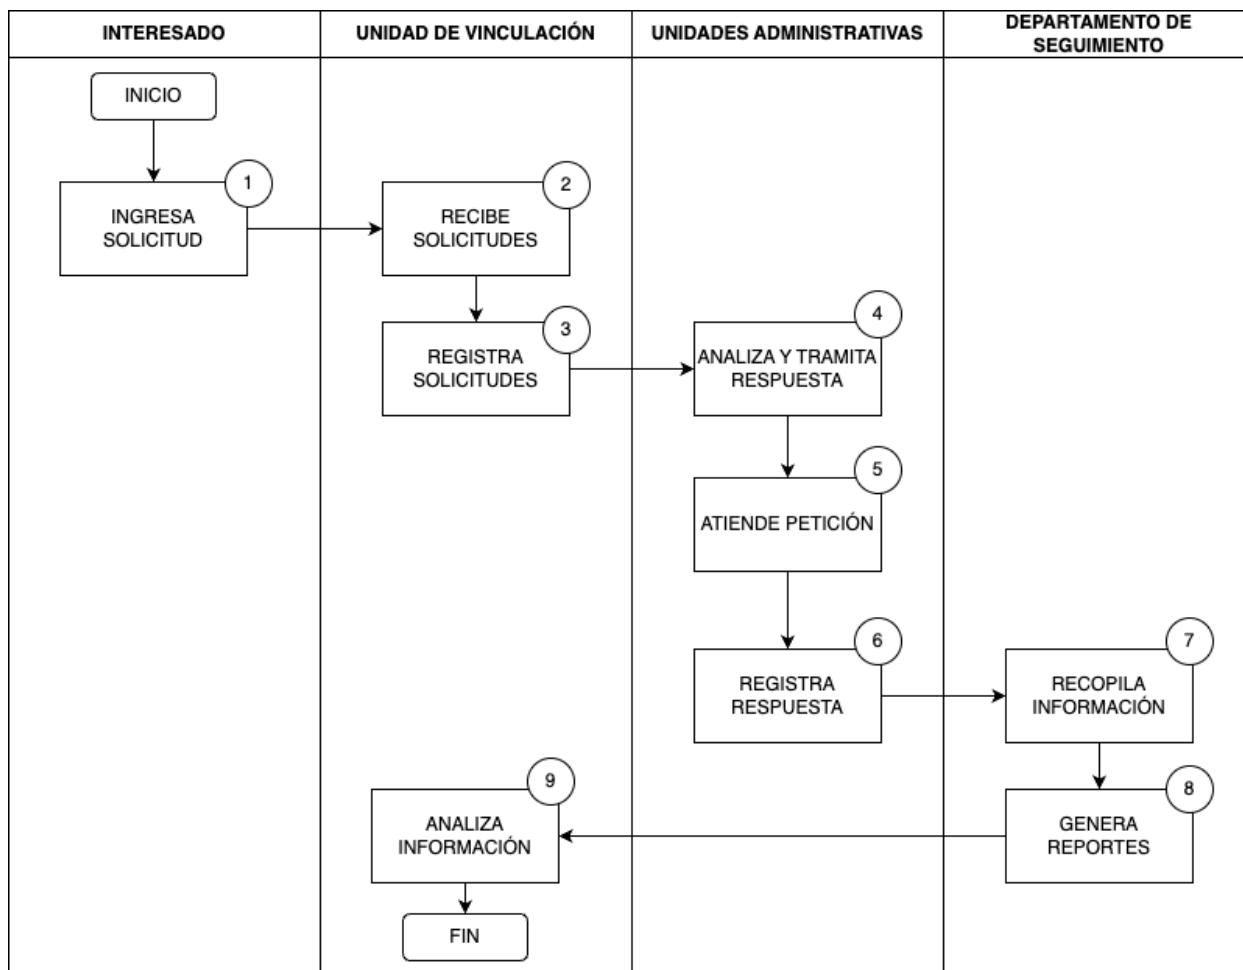 INTERESADO
UNIDAD DE VINCULACIÓN
UNIDADES ADMINISTRATIVAS
DEPARTAMENTO DE
SEGUIMIENTO
INICIO
1
INGRESA
SOLICITUD
2
RECIBE
SOLICITUDES
3
REGISTRA
SOLICITUDES
4
ANALIZA Y TRAMITA
RESPUESTA
5
ATIENDE PETICIÓN
6
REGISTRA
RESPUESTA
7
RECOPILA
INFORMACIÓN
8
GENERA
REPORTES
9
ANALIZA
INFORMACIÓN
FIN